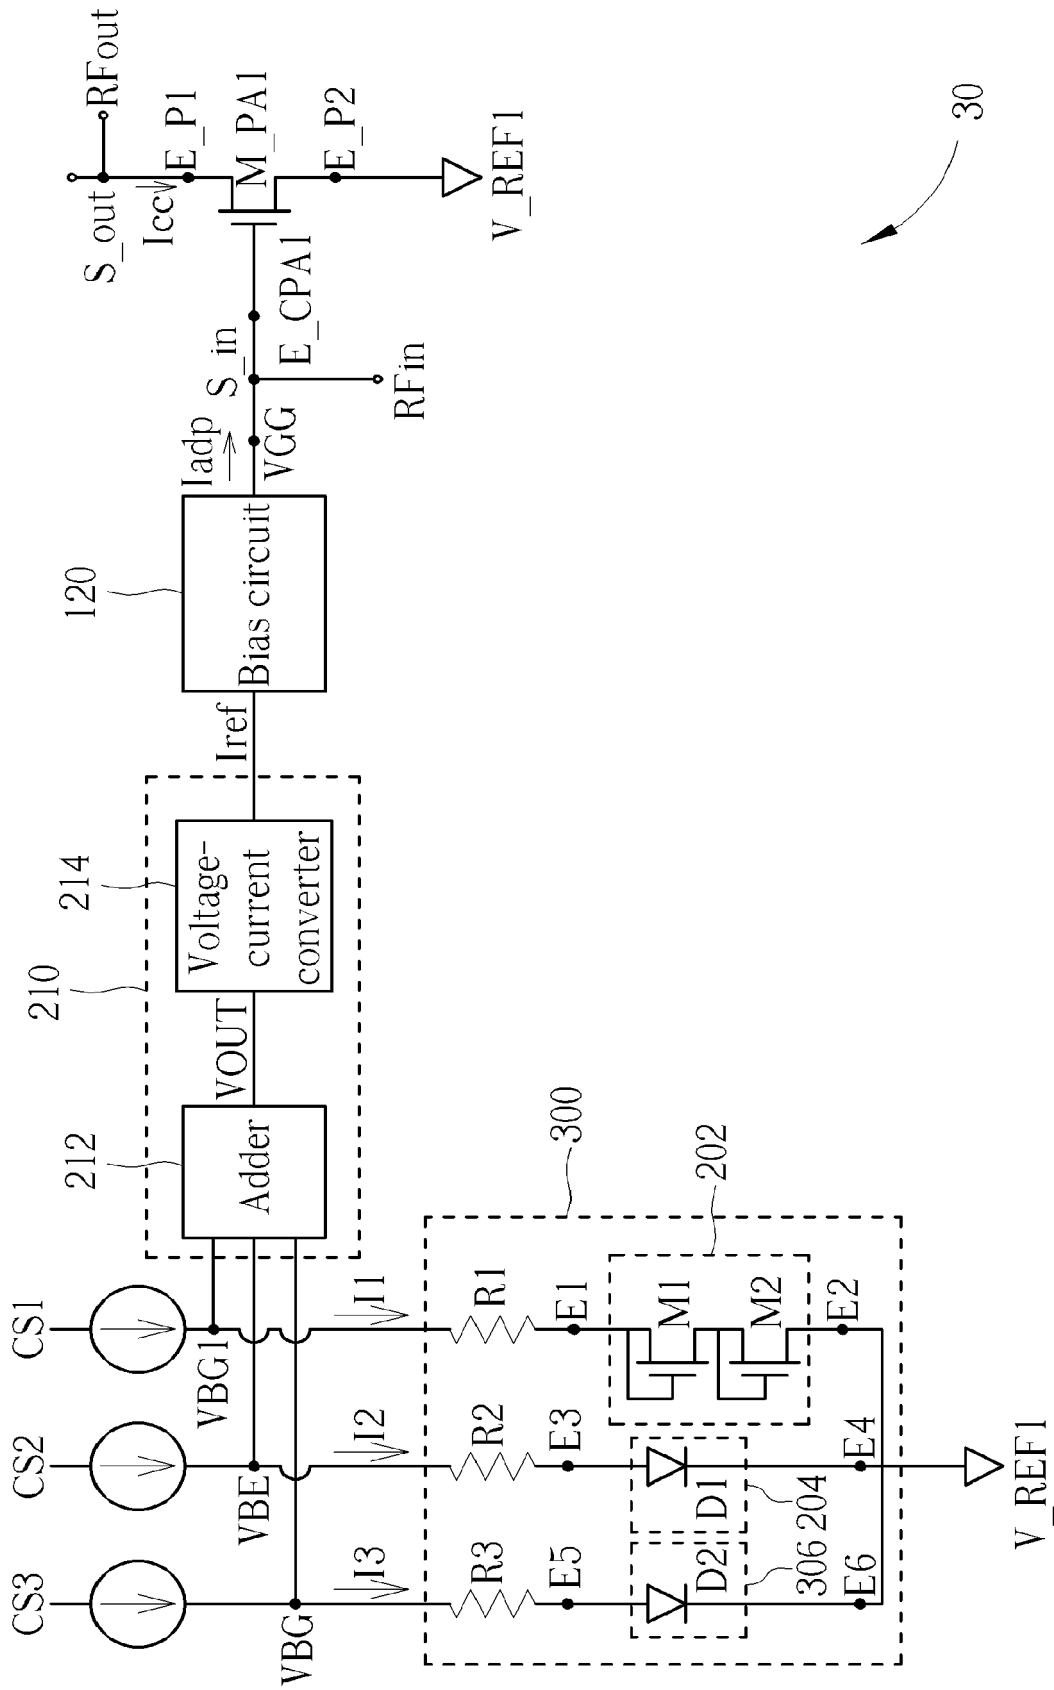 CS3
CS2
CS1
VBG
VBE
VBG1
I3
I2
I1
212
Adder
210
VOUT
214
Voltage-
current
converter
Iref
120
Bias circuit
Iadp
VGG
S_in
RFin
E_CPA1
S_out
RFout
Icc
E_P1
M_PA1
E_P2
V_REF1
30
300
R3
R2
R1
E5
E3
E1
202
M1
M2
D2
D1
306
204
E6
E4
E2
V_REF1